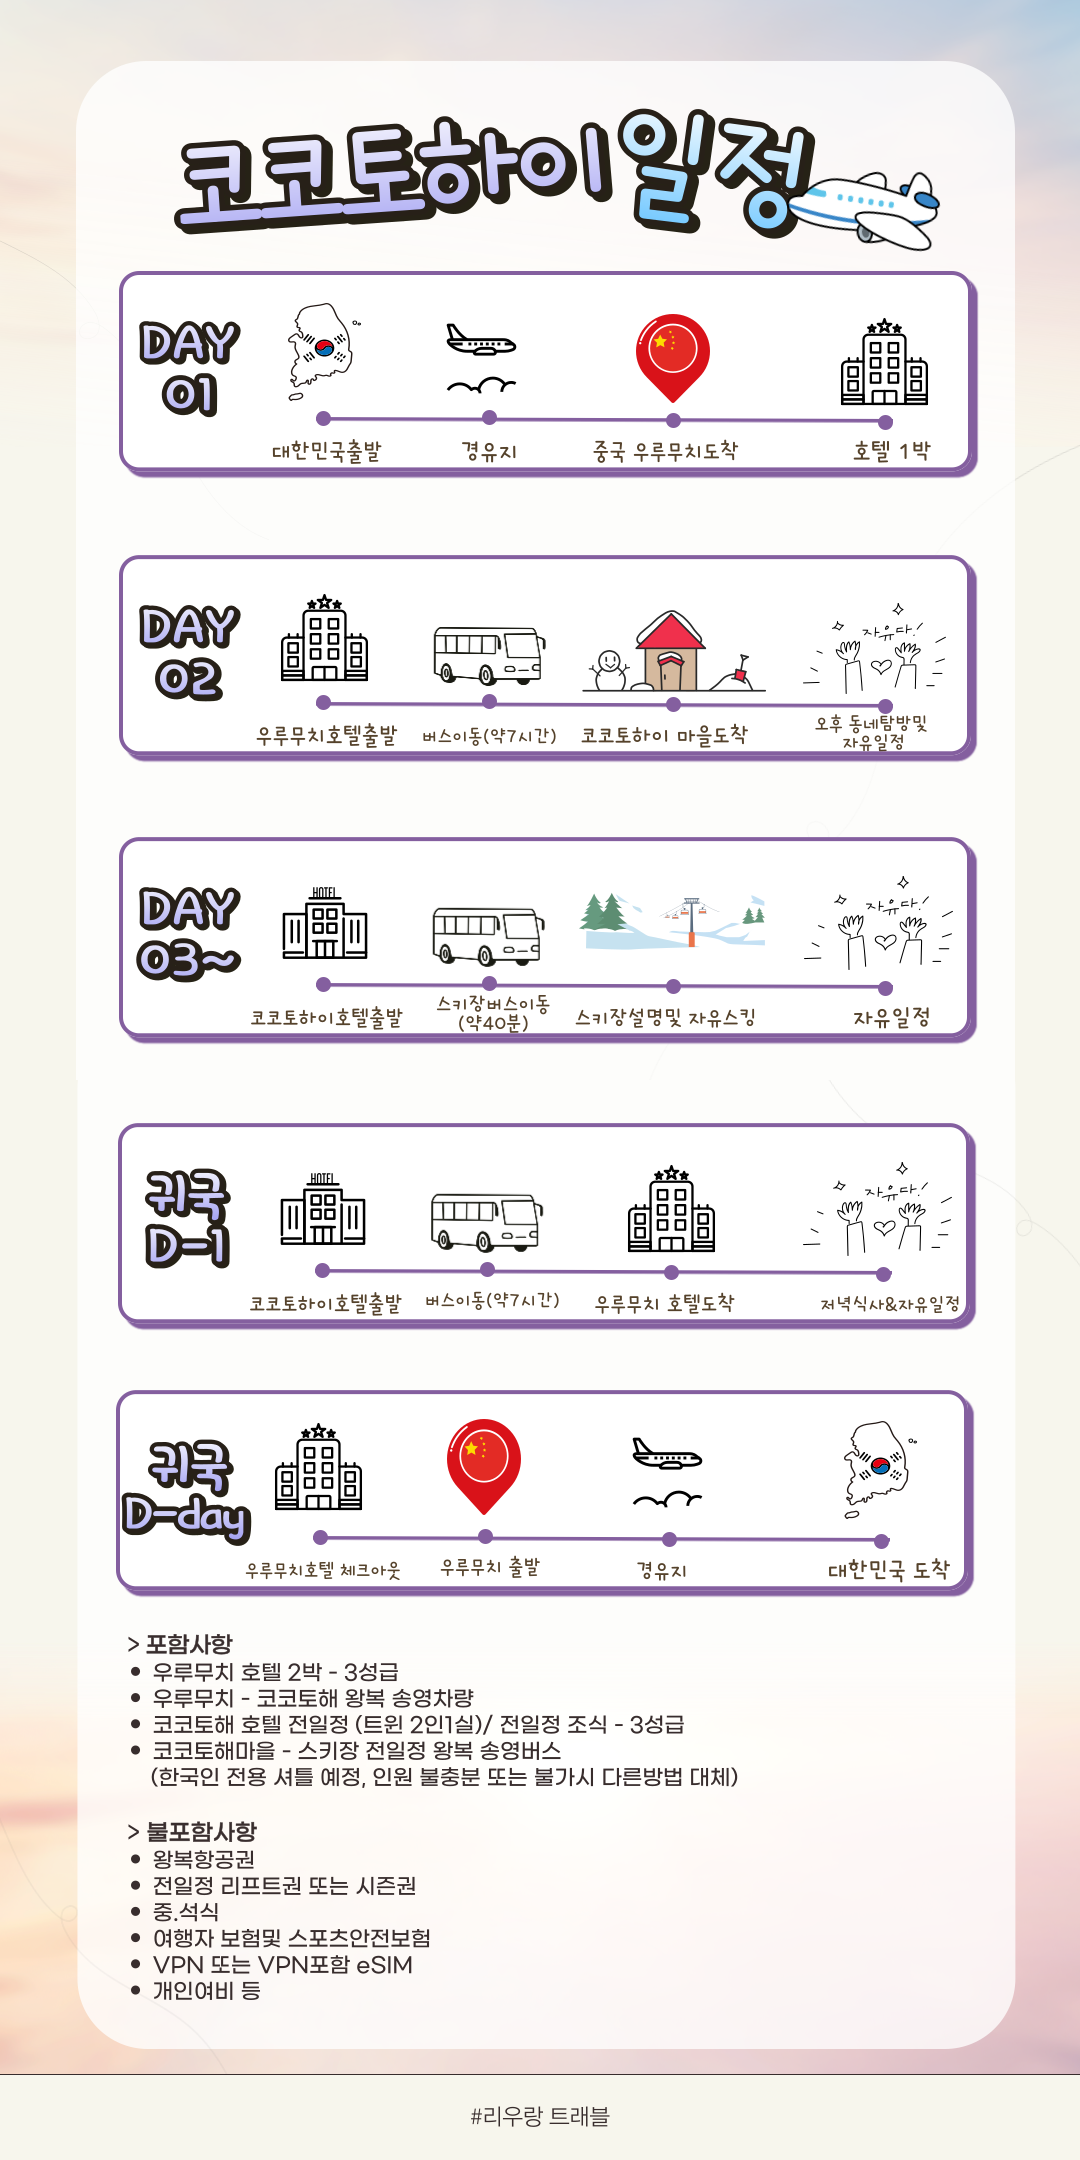 코코토하이 일정
DAY
01
대한민국출발
경유지
중국 우루무치도착
호텔 1박
DAY
02
자유다!
우루무치호텔출발
버스이동(약7시간)
코코토하이 마을도착
오후 동네탐방및
자유일정
DAY
03~
HOTEL
자유다!
코코토하이호텔출발
스키장버스이동
(약40분)
스키장설명및 자유스킹
자유일정
귀국
D-1
HOTEL
자유다!
코코토하이호텔출발
버스이동(약7시간)
우루무치 호텔도착
저녁식사&자유일정
귀국
D-day
우루무치호텔 체크아웃
우루무치 출발
경유지
대한민국 도착
> 포함사항
• 우루무치 호텔 2박 - 3성급
• 우루무치 - 코코토해 왕복 송영차량
• 코코토해 호텔 전일정 (트윈 2인1실)/ 전일정 조식 - 3성급
• 코코토해마을 - 스키장 전일정 왕복 송영버스
(한국인 전용 셔틀 예정, 인원 불충분 또는 불가시 다른방법 대체)
> 불포함사항
• 왕복항공권
• 전일정 리프트권 또는 시즌권
• 중.석식
• 여행자 보험및 스포츠안전보험
• VPN 또는 VPN포함 eSIM
• 개인여비 등
#리우랑 트래블